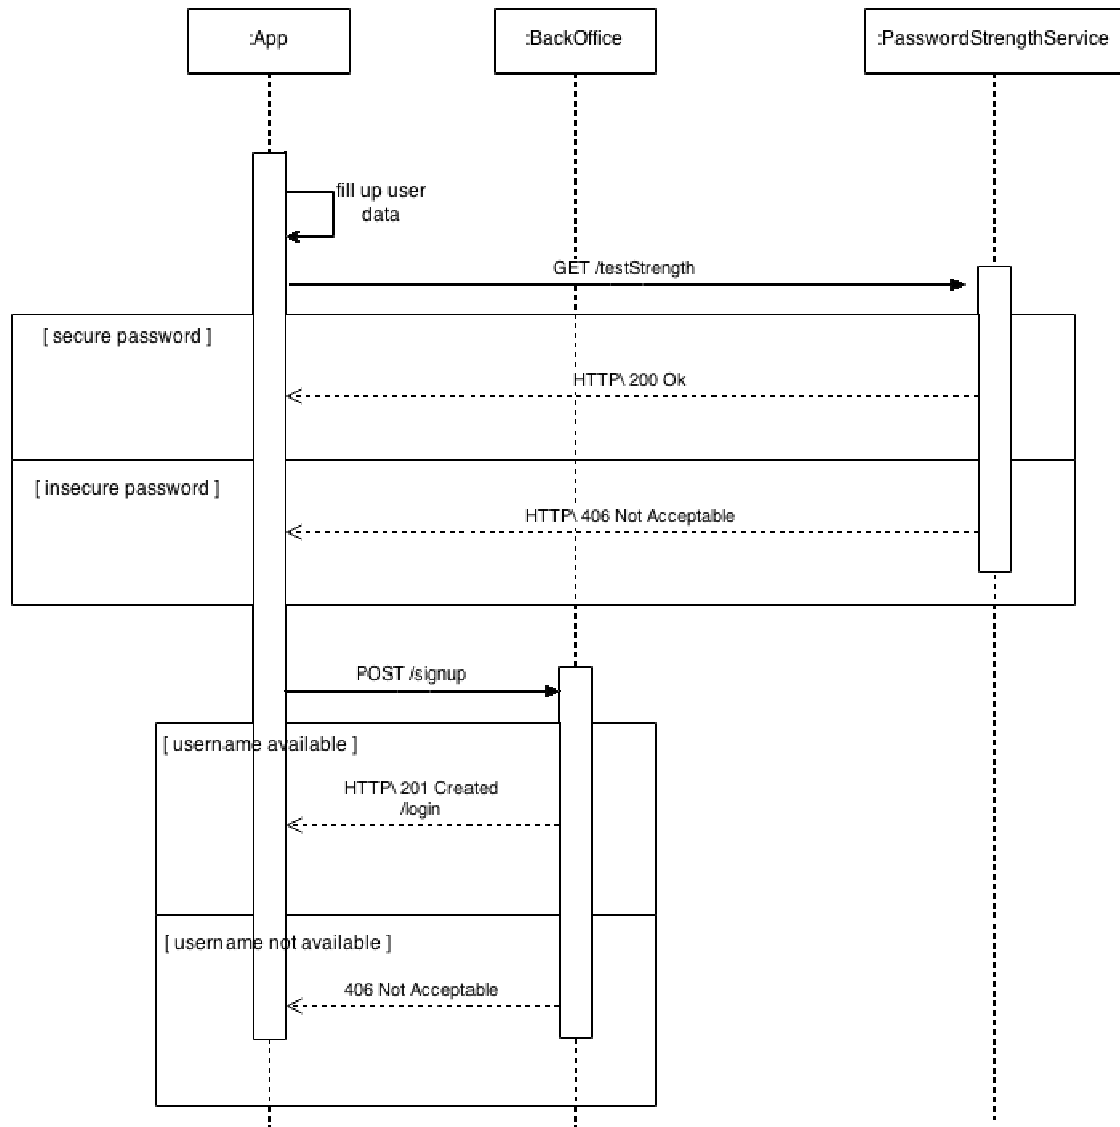 :App
:BackOffice
:PasswordStrengthService
fill up user
data
GET /testStrength
[ secure password ]
HTTP\ 200 Ok
[ insecure password ]
HTTP\ 406 Not Acceptable
POST /signup
[ username available ]
HTTP\ 201 Created
/login
[ username not available ]
406 Not Acceptable